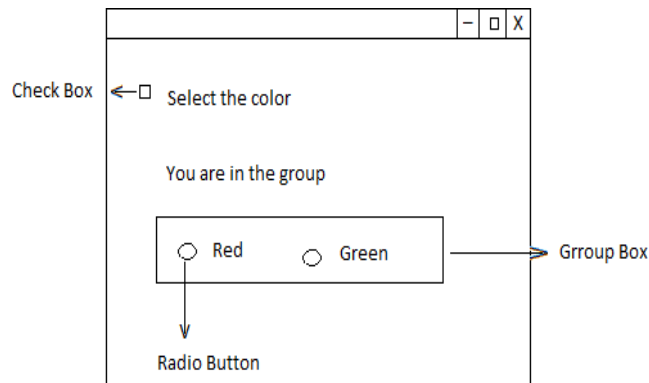 – □ X
Check Box
Select the color
You are in the group
Red Green
Grroup Box
Radio Button